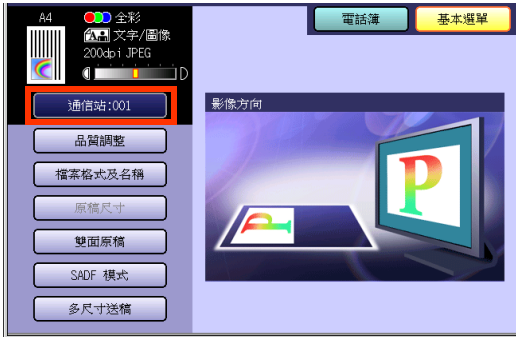 A4
全彩
文字/圖像
200dpi JPEG
D
電話簿
基本選單
通信站:001
品質調整
檔案格式及名稱
原稿尺寸
雙面原稿
SADF 模式
多尺寸送稿
影像方向
P
P